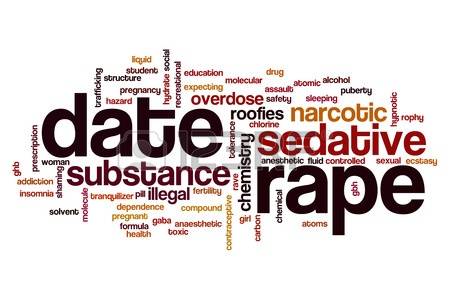 liquid
student
structure
trafficking
pregnancy
hazard
hydrate
social
recreational
education
expecting
molecular
drug
assault
atomic
alcohol
puberty
overdose
safety
sleeping
hypnotic
roofies
narcotic
rophy
date
tolerance
chlorine
sedative
prescription
ghb
woman
substance
chemistry
anesthetic
fluid
controlled
sexual
ecstasy
addiction
shaming
tranquilizer
pill
illegal
fertility
rave
rape
gbh
insomnia
molecule
dependence
compound
contraceptive
girl
carbon
chemical
solvent
pregnant
gaba
anaesthetic
atoms
formula
toxic
health